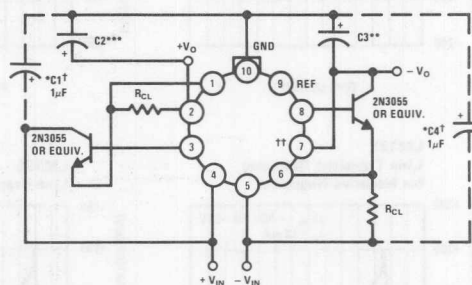 C2***
+VO
GND
C3**
– VO
*C1†
1µF
RCL
10
1
9
REF
2
8
2N3055
OR EQUIV.
2N3055
OR EQUIV.
3
††
7
*C4†
1µF
4
5
6
RCL
+ VIN
– VIN